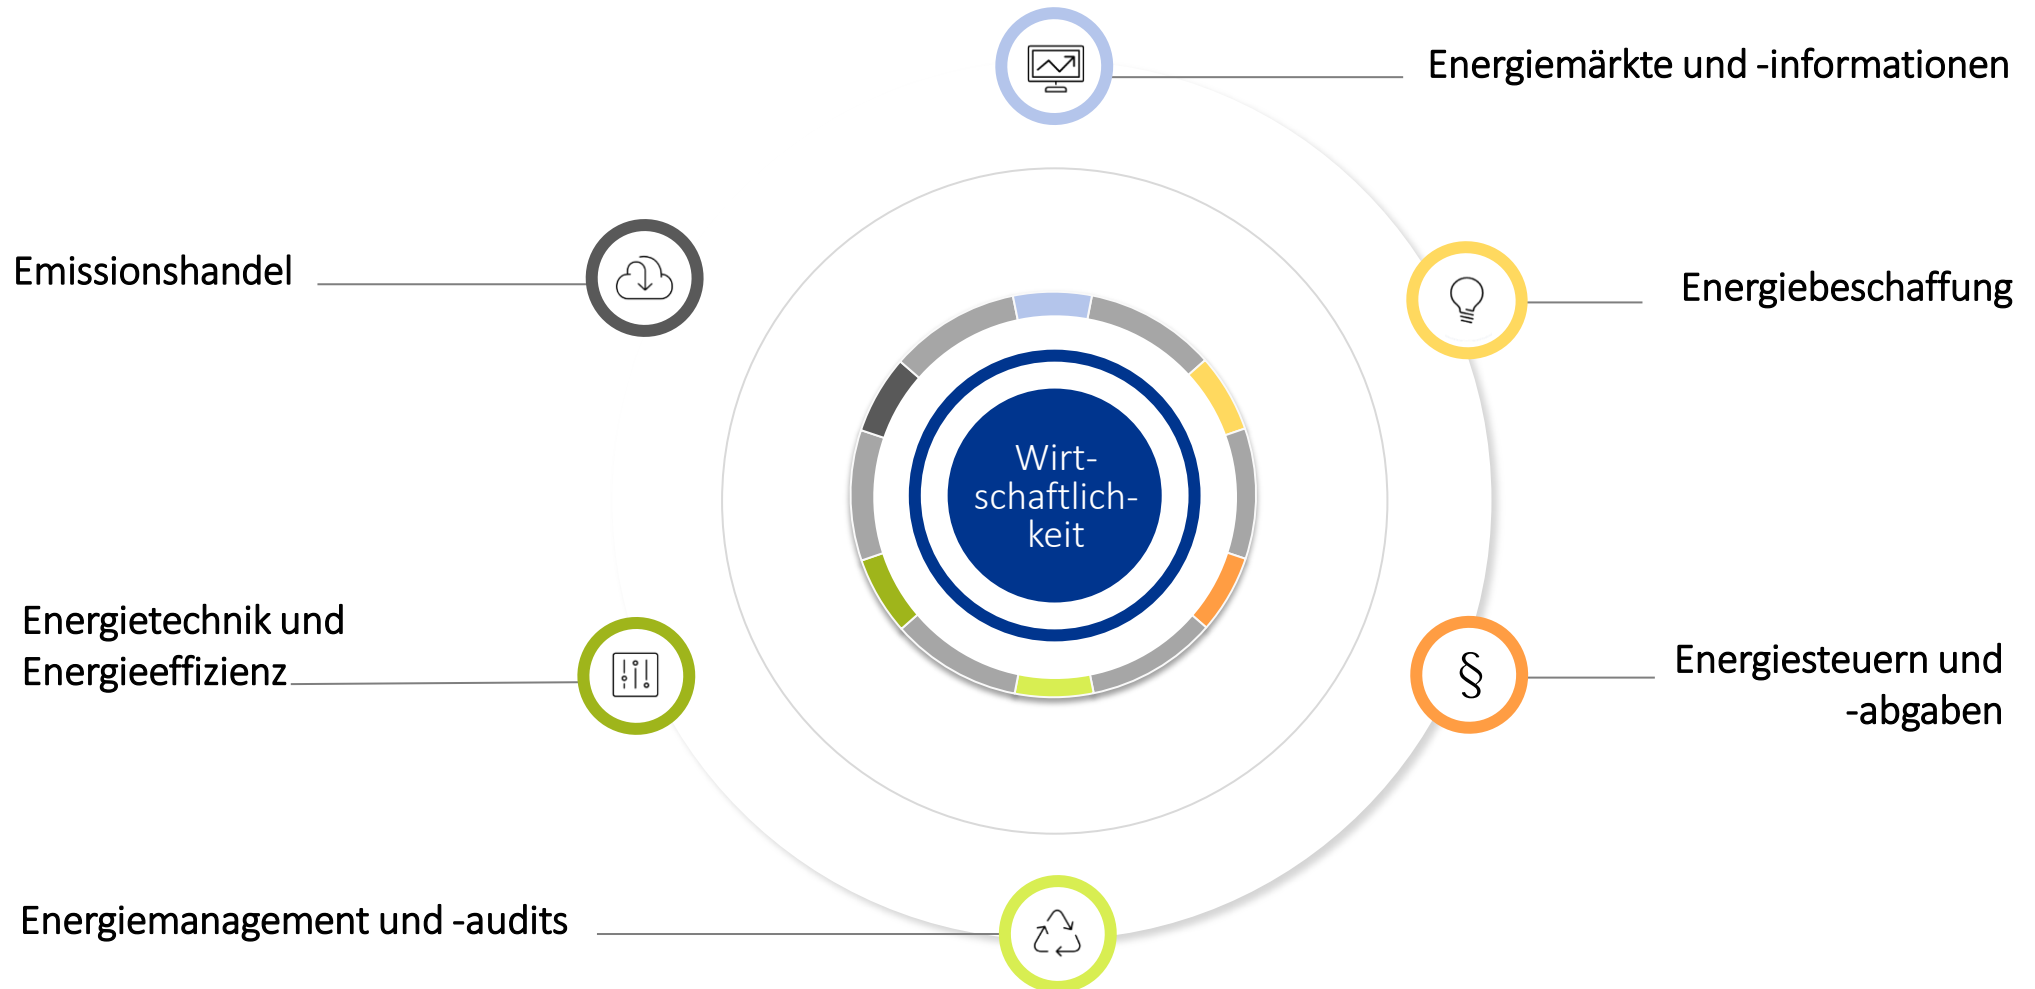 Energiemärkte und -informationen
Emissionshandel
Energiebeschaffung
Wirt-
schaftlich-
keit
Energietechnik und
Energieeffizienz
§
Energiesteuern und
-abgaben
Energiemanagement und -audits